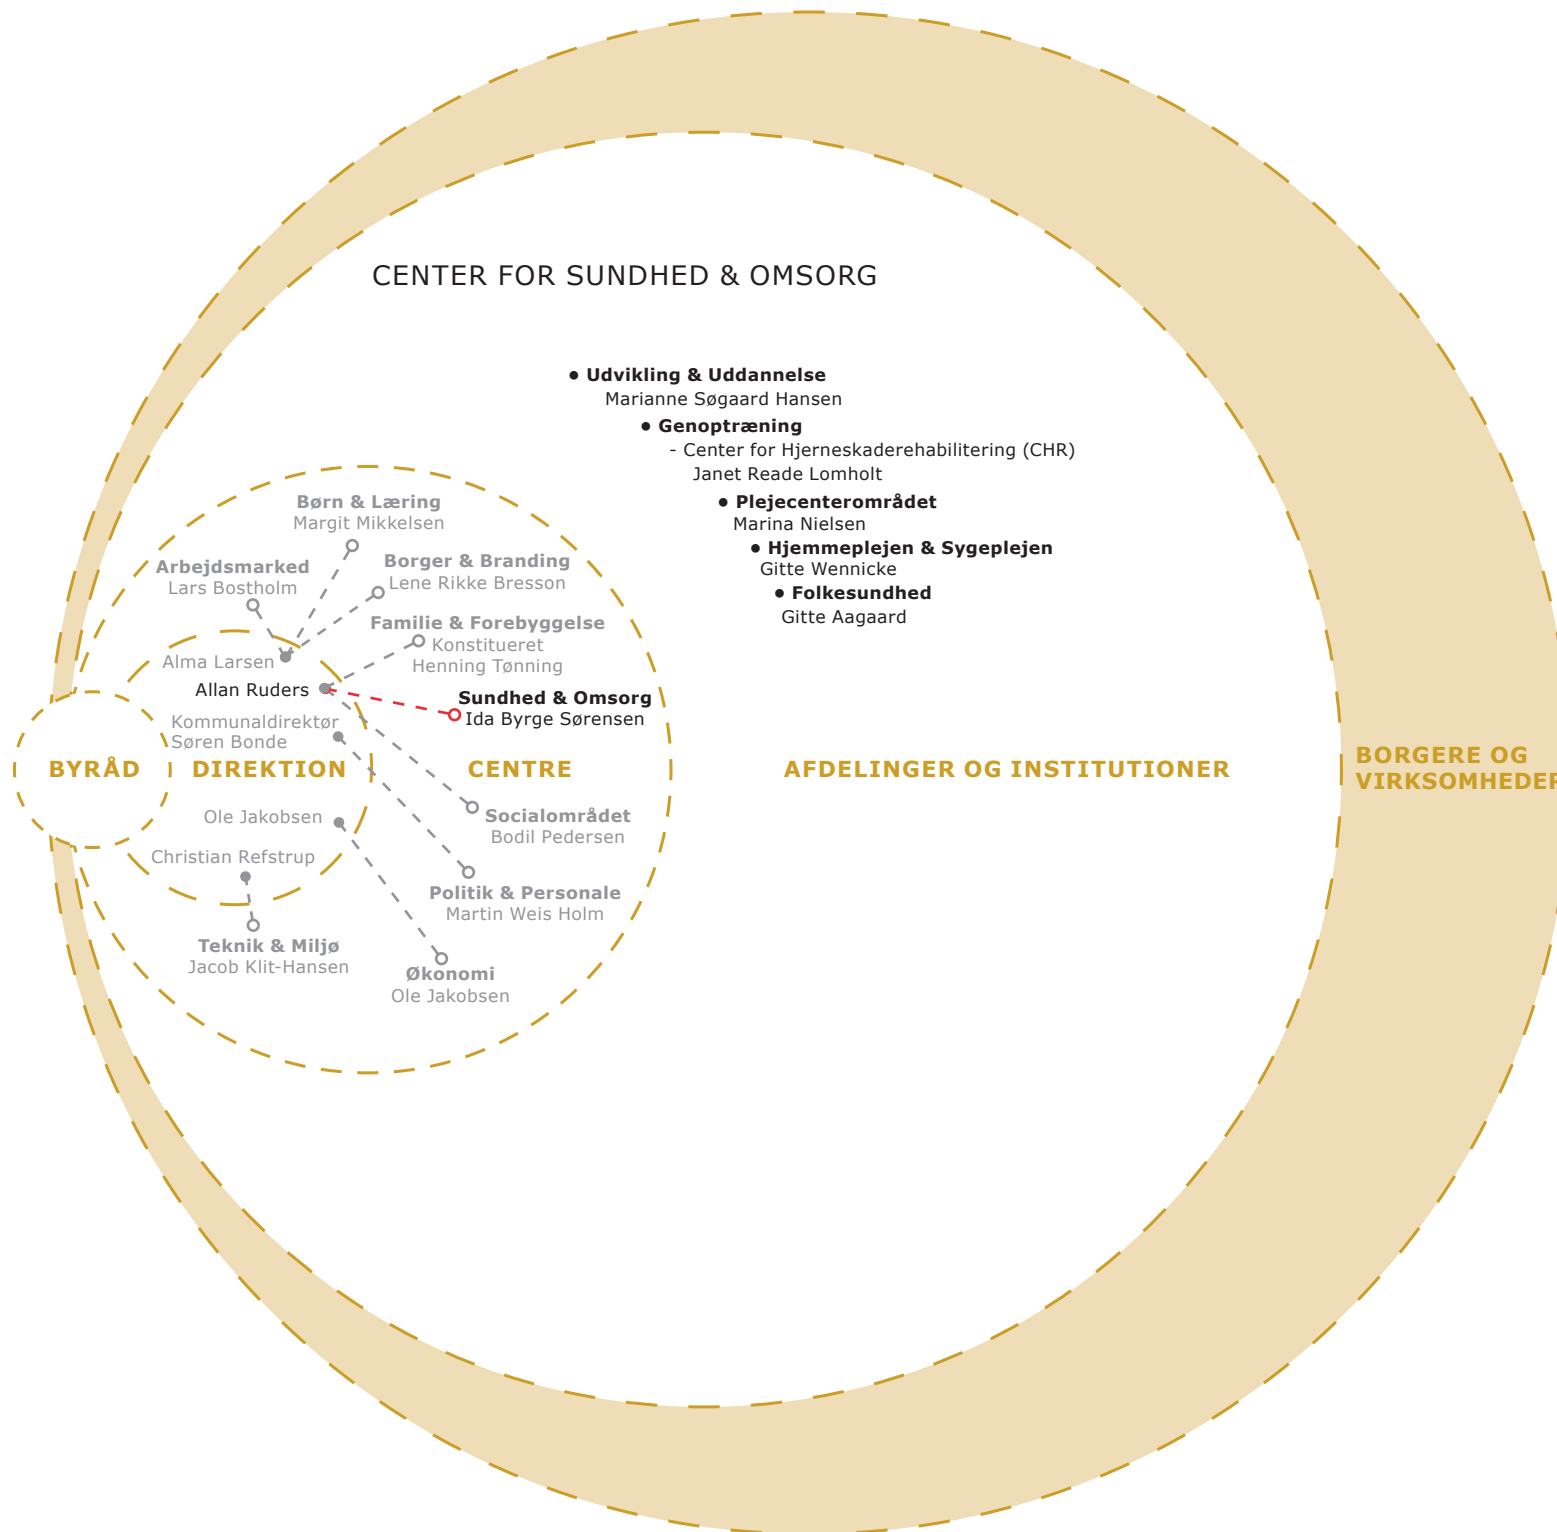 CENTER FOR SUNDHED & OMSORG
• Udvikling & Uddannelse
Marianne Søgaard Hansen
• Genoptræning
- Center for Hjerneskaderehabilitering (CHR)
Janet Reade Lomholt
• Plejecenterområdet
Marina Nielsen
• Hjemmeplejen & Sygeplejen
Gitte Wennicke
• Folkesundhed
Gitte Aagaard
Børn & Læring
Margit Mikkelsen
Borger & Branding
Lene Rikke Bresson
Arbejdsmarked
Lars Bostholm
Familie & Forebyggelse
Konstitueret
Henning Tønning
Alma Larsen
Allan Ruders
Sundhed & Omsorg
Ida Byrge Sørensen
Kommunaldirektør
Søren Bonde
BYRÅD
DIREKTION
CENTRE
AFDELINGER OG INSTITUTIONER
BORGERE OG
VIRKSOMHEDER
Ole Jakobsen
Socialområdet
Bodil Pedersen
Christian Refstrup
Politik & Personale
Martin Weis Holm
Teknik & Miljø
Jacob Klit-Hansen
Økonomi
Ole Jakobsen